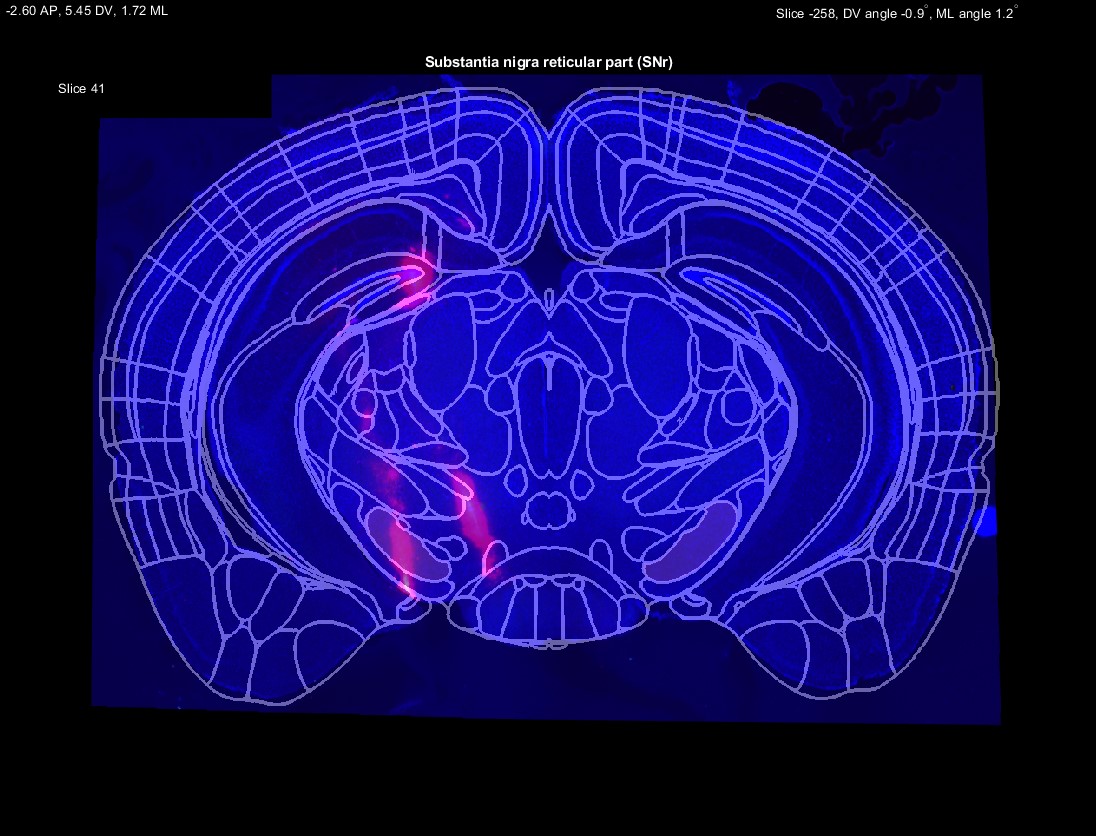 -2.60 AP, 5.45 DV, 1.72 ML
Slice -258, DV angle -0.9°, ML angle 1.2°
Substantia nigra reticular part (SNr)
Slice 41